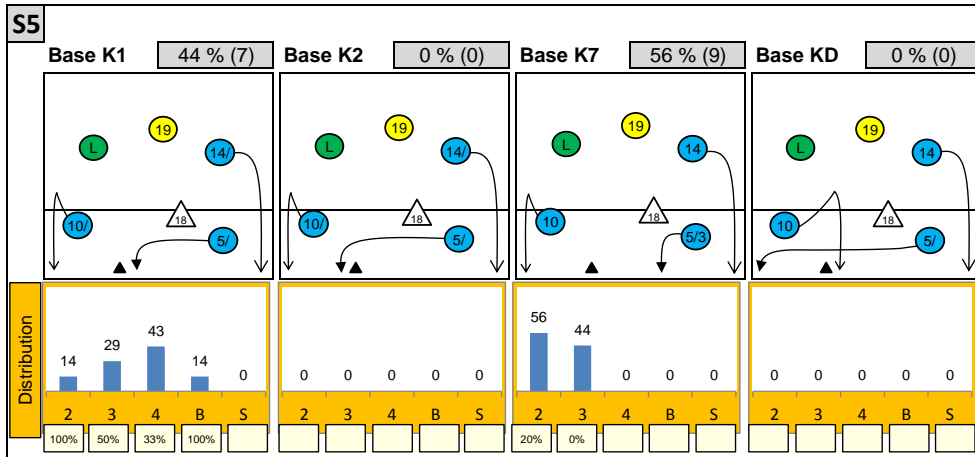 S5
Base K1 44 % (7) Base K2 0 % (0) Base K7 56 % (9) Base KD 0 % (0)
L 19 14/ L 19 14/ L 19 14 L 19 14
10/ 18 5/ 10/ 18 5/ 10 18 5/3 10 18 5/
Distribution
14 29 43 14 0 0 0 0 0 0 56 44 0 0 0 0 0 0 0 0
2 3 4 B S 2 3 4 B S 2 3 4 B S 2 3 4 B S
100% 50% 33% 100% 20% 0%